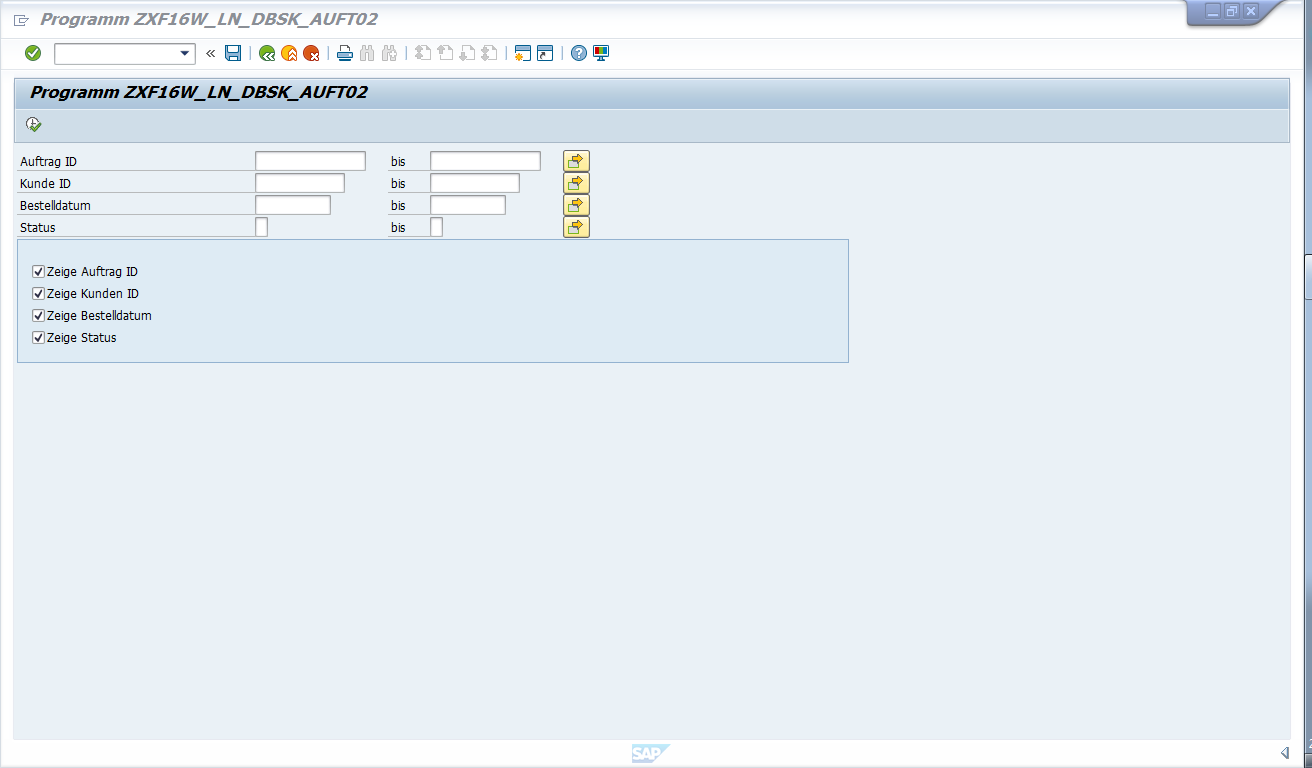 Programm ZXF16W_LN_DBSK_AUFT02
Programm ZXF16W_LN_DBSK_AUFT02
Auftrag ID bis
Kunde ID bis
Bestelldatum bis
Status bis
Zeige Auftrag ID
Zeige Kunden ID
Zeige Bestelldatum
Zeige Status
SAP